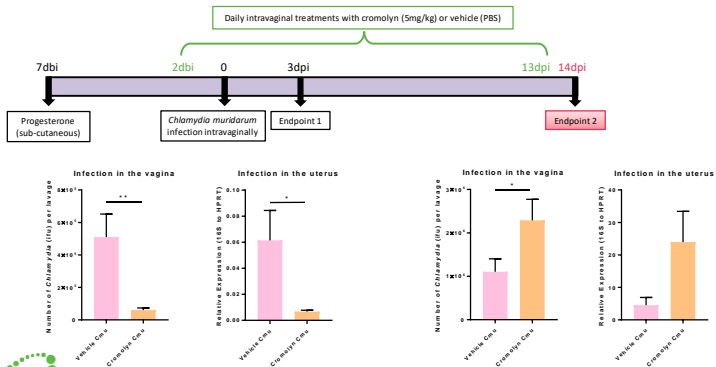 Daily intravaginal treatments with cromolyn (5mg/kg) or vehicle (PBS)
7dbi
2dbi
0
3dpi
13dpi
14dpi
Progesterone
(sub-cutaneous)
Chlamydia muridarum
infection intravaginally
Endpoint 1
Endpoint 2
Infection in the vagina
Number of Chlamydia (ifu) per lavage
0
**
Vehicle Cmu
Cromolyn Cmu
Infection in the uterus
Relative Expression (16S to HPRT)
0.10
0.08
0.06
0.04
0.02
0.00
*
Vehicle Cmu
Cromolyn Cmu
Infection in the vagina
Number of Chlamydia (ifu) per lavage
0
*
Vehicle Cmu
Cromolyn Cmu
Infection in the uterus
Relative Expression (16S to HPRT)
40
30
20
10
0
Vehicle Cmu
Cromolyn Cmu